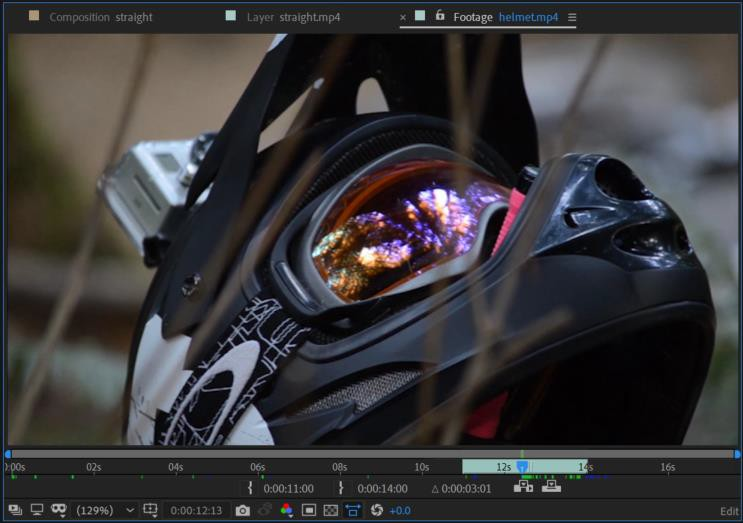 Composition straight
Layer straight.mp4
× Footage helmet.mp4
0:00s 02s 04s 06s 08s 10s 12s 14s 16s
{ 0:00:11:00 } 0:00:14:00 △ 0:00:03:01
(129%) 0:00:12:13 +0.0 Edit